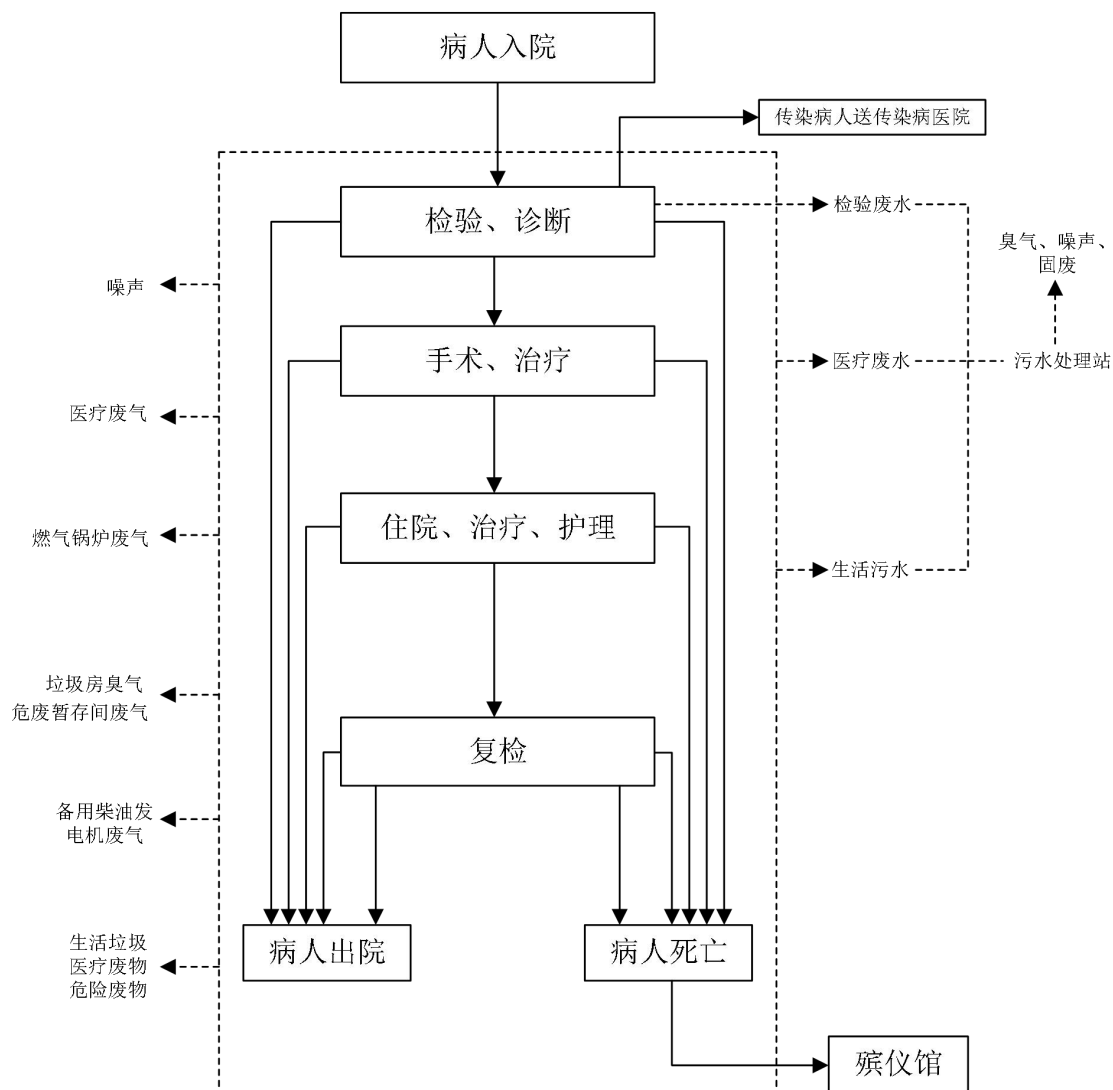 病人入院
传染病人送传染病医院
检验、诊断
检验废水
臭气、噪声、
固废
噪声
手术、治疗
医疗废水
污水处理站
医疗废气
住院、治疗、护理
燃气锅炉废气
生活污水
垃圾房臭气
危废暂存间废气
复检
备用柴油发
电机废气
病人出院
病人死亡
生活垃圾
医疗废物
危险废物
殡仪馆